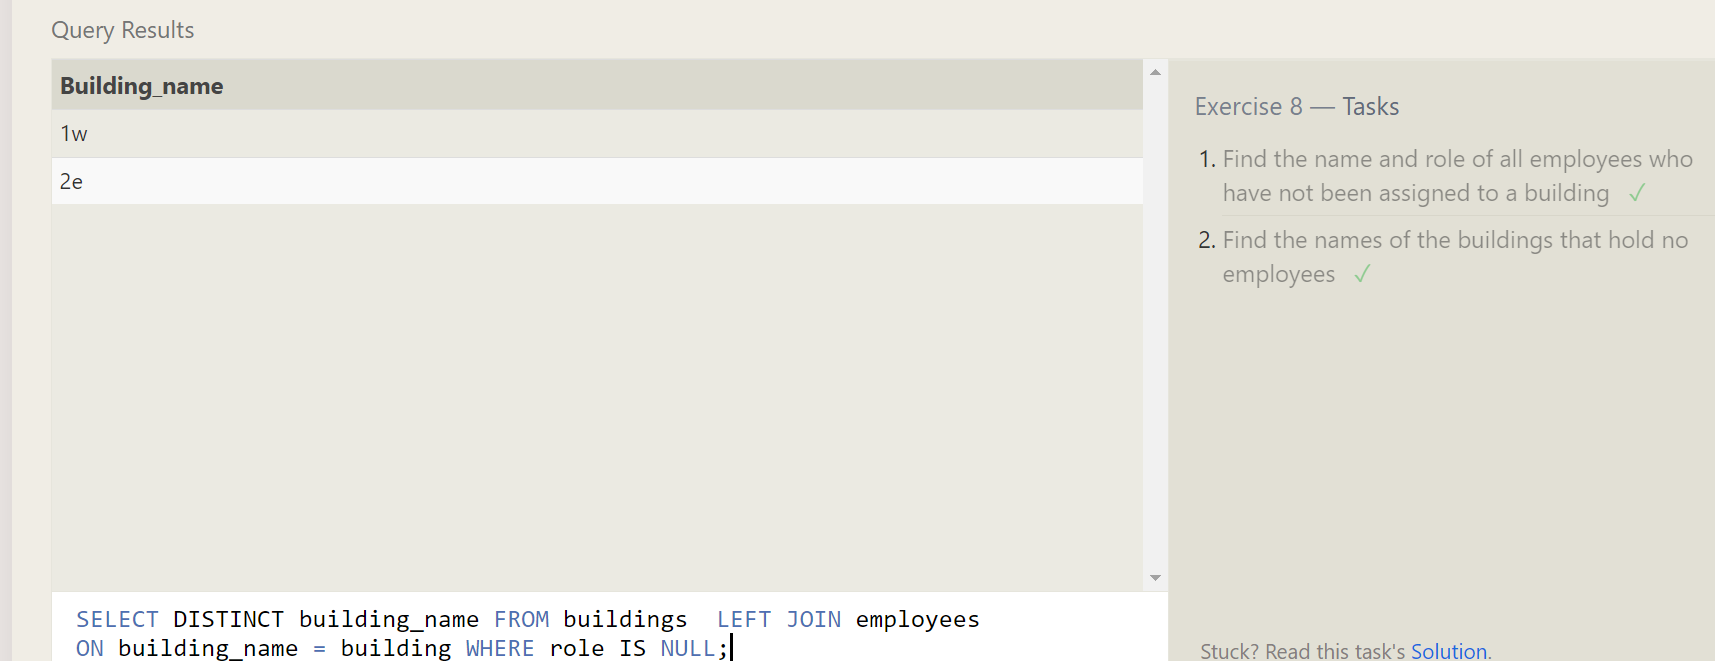 Query Results
Building_name
1w
2e
Exercise 8 — Tasks
1. Find the name and role of all employees who
have not been assigned to a building ✓
2. Find the names of the buildings that hold no
employees ✓
SELECT DISTINCT building_name FROM buildings  LEFT JOIN employees
ON building_name = building WHERE role IS NULL;
Stuck? Read this task's Solution.